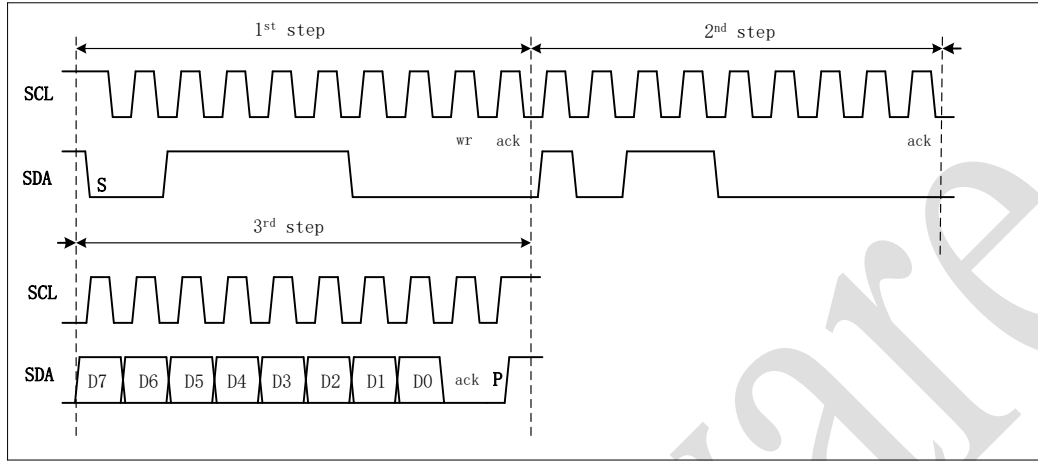 1st step 2nd step
SCL
wr ack ack
SDA S
3rd step
SCL
SDA D7 D6 D5 D4 D3 D2 D1 D0 ack P
are